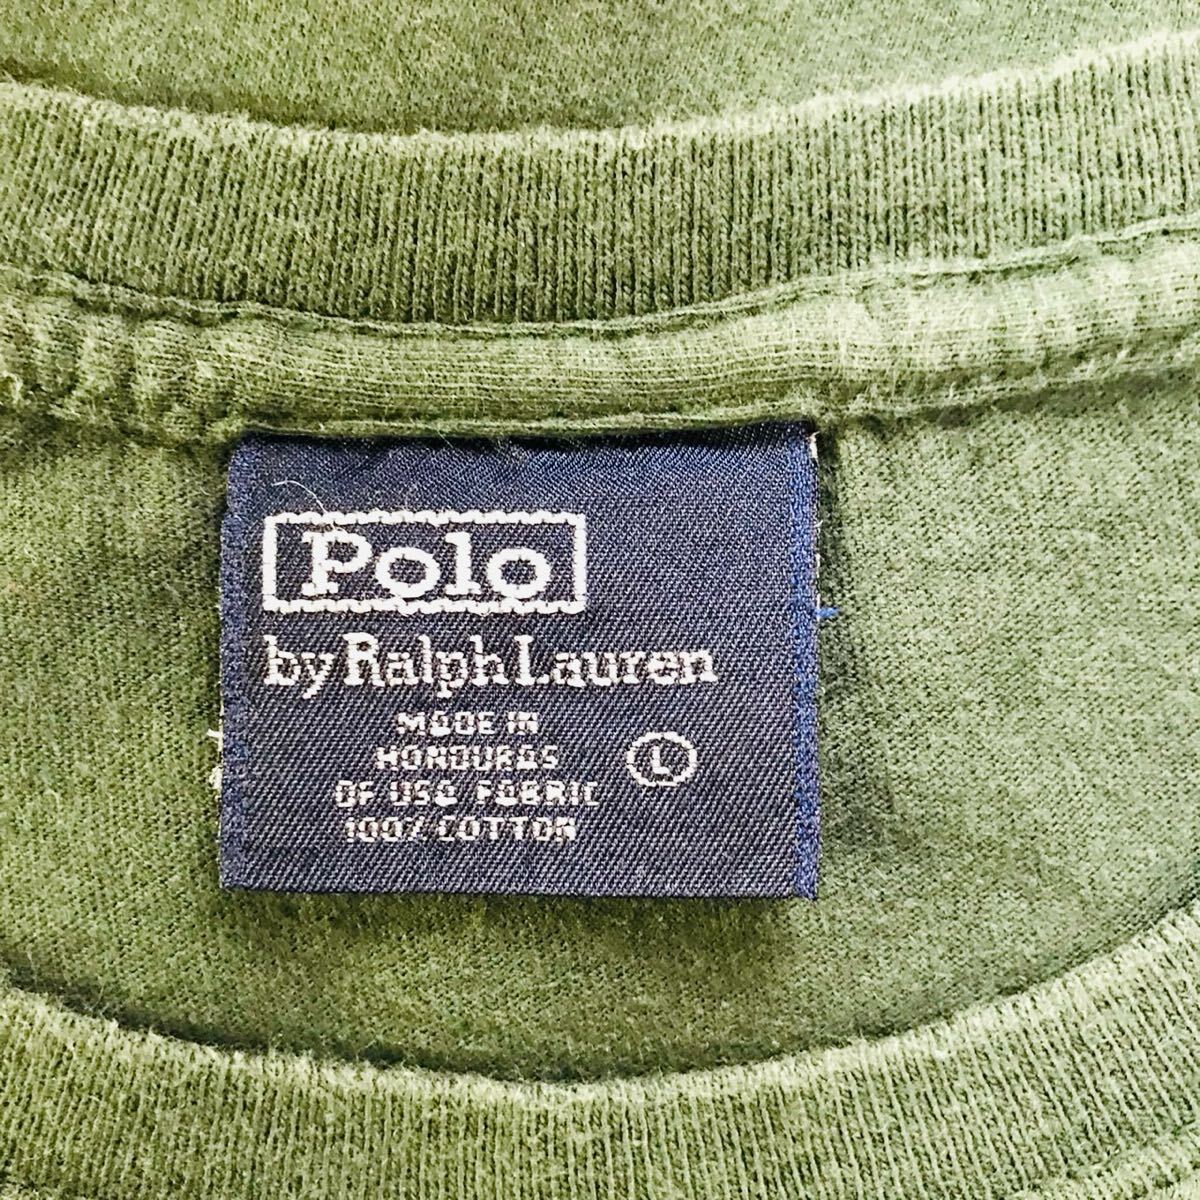 Polo
by Ralph Lauren
MADE IN
HONDURAS
L
OF USA FABRIC
100% COTTON